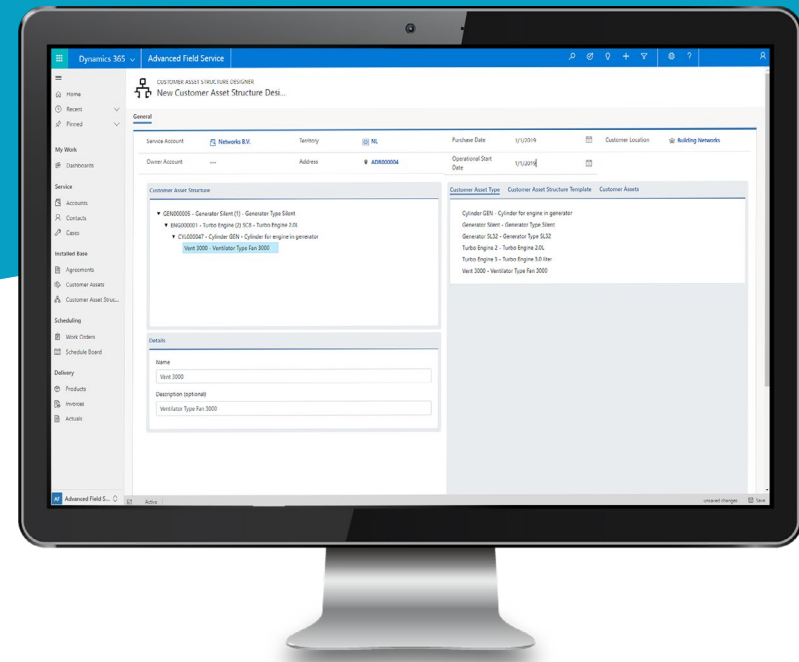 Dynamics 365
Advanced Field Service
?
CUSTOMER ASSET STRUCTURE DESIGNER
New Customer Asset Structure Desi...
Home
Recent
Pinned
My Work
Dashboards
Service
Accounts
Contacts
Cases
Installed Base
Agreements
Customer Assets
Customer Asset Struc...
Scheduling
Work Orders
Schedule Board
Delivery
Products
Invoices
Actuals
AF Advanced Field S...
General
Service Account Networks B.V. Territory NL Purchase Date 1/1/2019 Customer Location Building Networks
Owner Account --- Address ADR000004 Operational Start Date 1/1/2019
Customer Asset Structure
GEN000005 - Generator Silent (1) - Generator Type Silent
ENG000001 - Turbo Engine (2) SC8 - Turbo Engine 2.0L
CYL000047 - Cylinder GEN - Cylinder for engine in generator
Vent 3000 - Ventilator Type Fan 3000
Details
Name
Vent 3000
Description (optional)
Ventilator Type Fan 3000
Customer Asset Type Customer Asset Structure Template Customer Assets
Cylinder GEN - Cylinder for engine in generator
Generator Silent - Generator Type Silent
Generator SL32 - Generator Type SL32
Turbo Engine 2 - Turbo Engine 2.0L
Turbo Engine 3 - Turbo Engine 3.0 liter
Vent 3000 - Ventilator Type Fan 3000
Active
unsaved changes Save